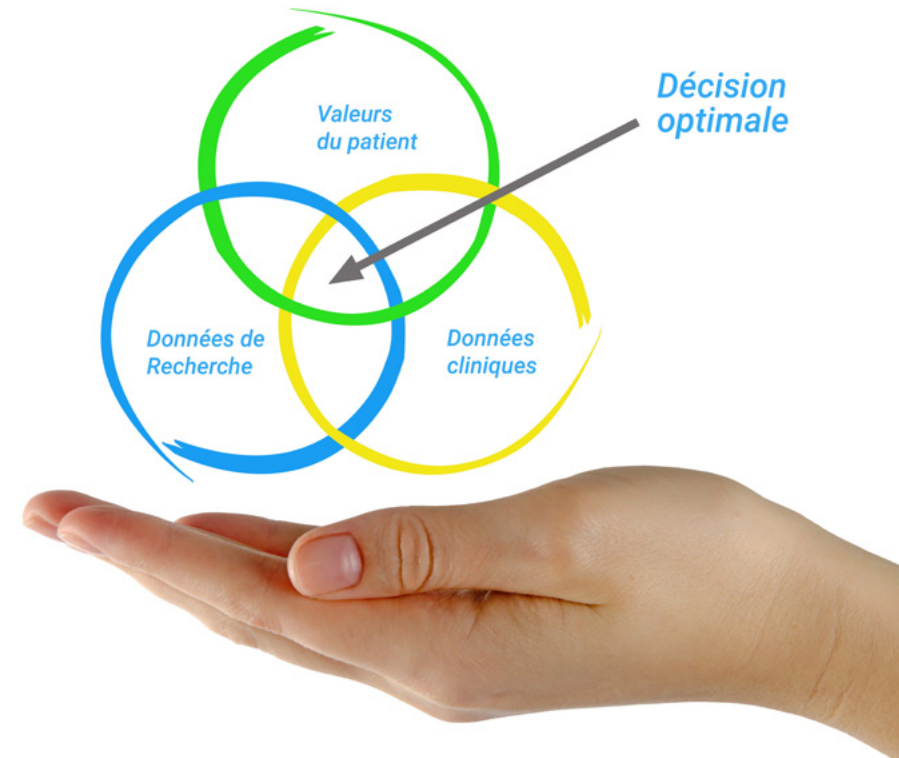 Valeurs
du patient
Décision
optimale
Données de
Recherche
Données
cliniques